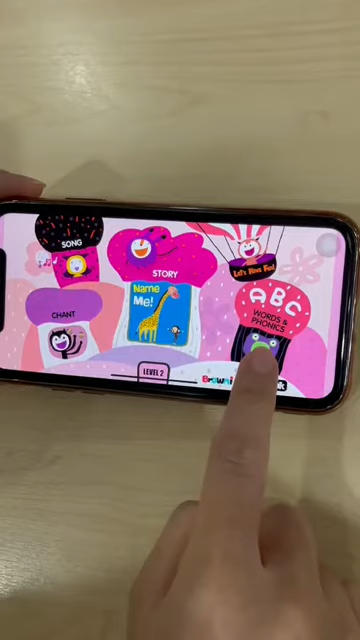 SONG
STORY
Let's Have Fun!
Name
Me!
ABC
WORDS &
PHONICS
CHANT
LEVEL 2